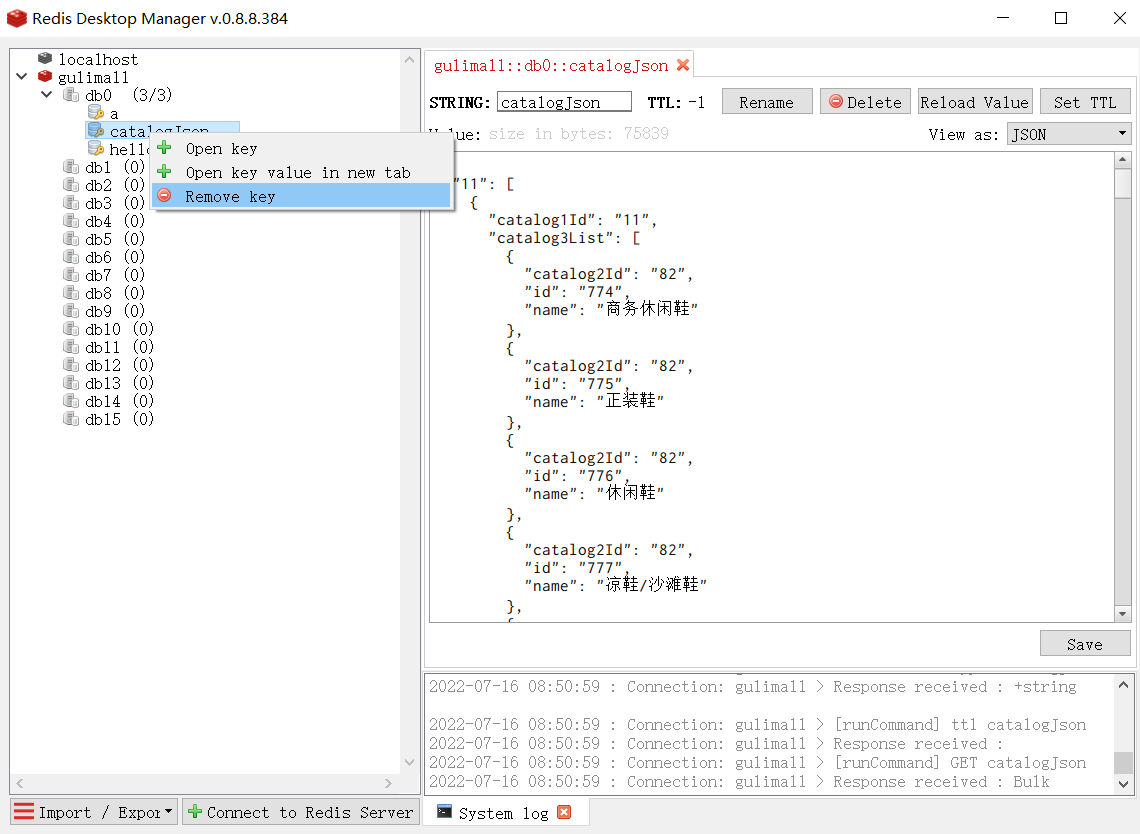 Redis Desktop Manager v.0.8.8.384
localhost
gulimall
db0 (3/3)
a
catalogJson
hello
Open key
Open key value in new tab
Remove key
db1 (0)
db2 (0)
db3 (0)
db4 (0)
db5 (0)
db6 (0)
db7 (0)
db8 (0)
db9 (0)
db10 (0)
db11 (0)
db12 (0)
db13 (0)
db14 (0)
db15 (0)
Import / Expor
Connect to Redis Server
gulimall::db0::catalogJson
STRING: catalogJson TTL: -1 Rename Delete Reload Value Set TTL
Value: size in bytes: 75839 View as: JSON
"11": [
{
"catalog1Id": "11",
"catalog3List": [
{
"catalog2Id": "82",
"id": "774",
"name": "商务休闲鞋"
},
{
"catalog2Id": "82",
"id": "775",
"name": "正装鞋"
},
{
"catalog2Id": "82",
"id": "776",
"name": "休闲鞋"
},
{
"catalog2Id": "82",
"id": "777",
"name": "凉鞋/沙滩鞋"
},
{
Save
2022-07-16 08:50:59 : Connection: gulimall > Response received : +string
2022-07-16 08:50:59 : Connection: gulimall > [runCommand] ttl catalogJson
2022-07-16 08:50:59 : Connection: gulimall > Response received :
2022-07-16 08:50:59 : Connection: gulimall > [runCommand] GET catalogJson
2022-07-16 08:50:59 : Connection: gulimall > Response received : Bulk
System log